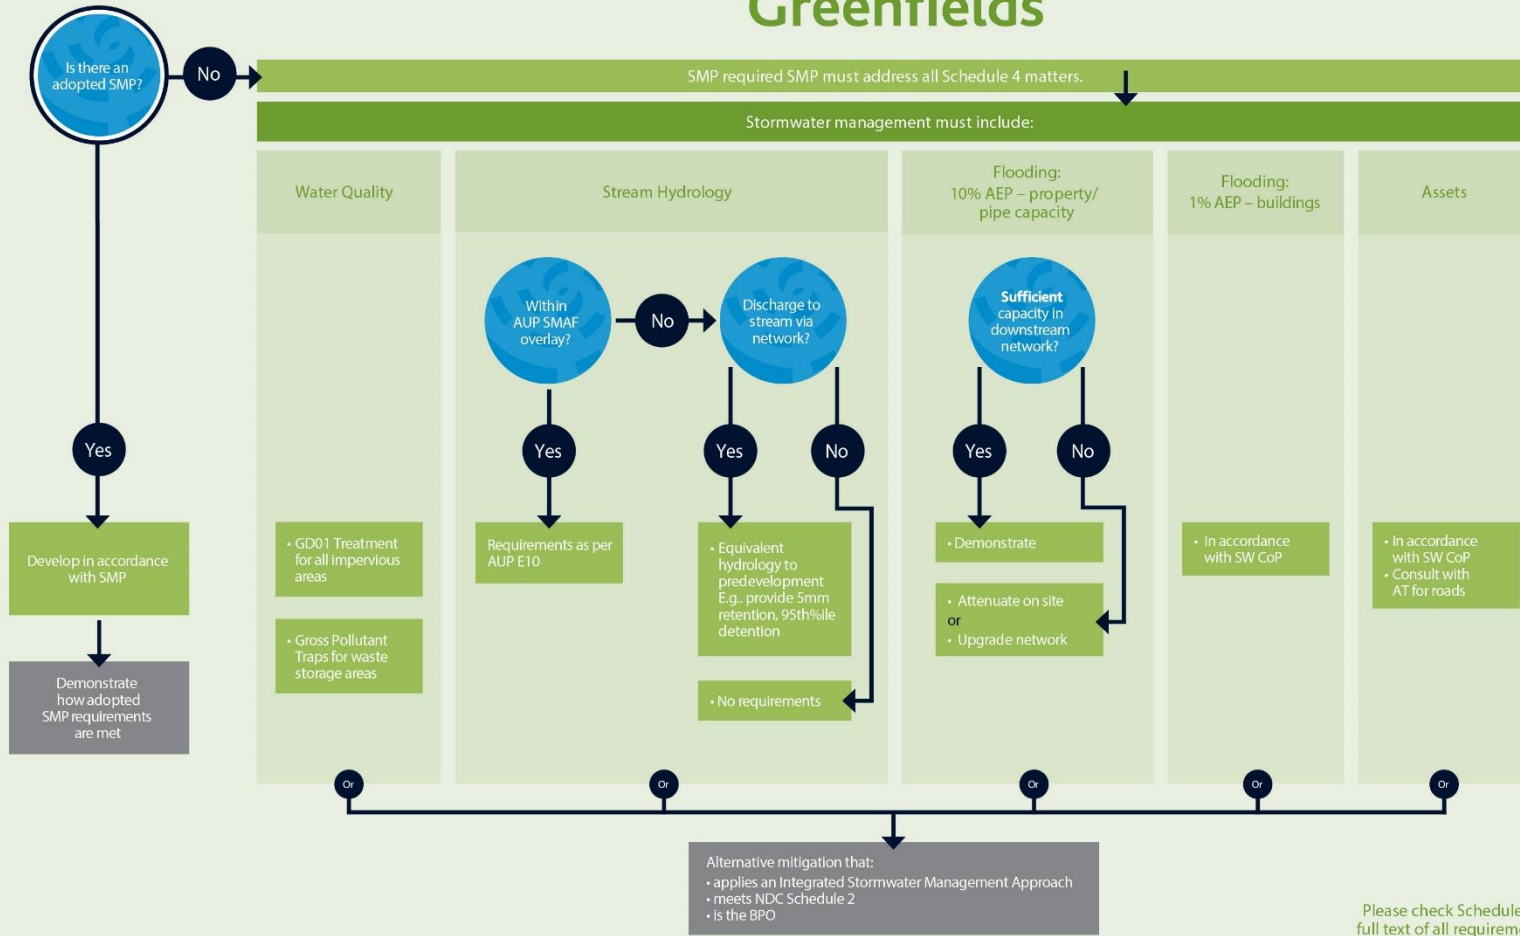 Greenfields
Is there an
adopted SMP?
No
SMP required SMP must address all Schedule 4 matters.
Stormwater management must include:
Water Quality
Stream Hydrology
Flooding:
10% AEP – property/
pipe capacity
Flooding:
1% AEP – buildings
Assets
Within
AUP SMAF
overlay?
No
Discharge to
stream via
network?
Sufficient
capacity in
downstream
network?
Yes
Yes
Yes
No
Yes
No
Develop in accordance
with SMP
• GD01 Treatment
for all impervious
areas
Requirements as per
AUP E10
• Equivalent
hydrology to
predevelopment
E.g.. provide 5mm
retention, 95th%ile
detention
• Demonstrate
• In accordance
with SW CoP
• In accordance
with SW CoP
• Consult with
AT for roads
• Attenuate on site
or
• Upgrade network
• Gross Pollutant
Traps for waste
storage areas
• No requirements
Demonstrate
how adopted
SMP requirements
are met
Or
Or
Or
Or
Or
Alternative mitigation that:
• applies an Integrated Stormwater Management Approach
• meets NDC Schedule 2
• is the BPO
Please check Schedule
full text of all requirem